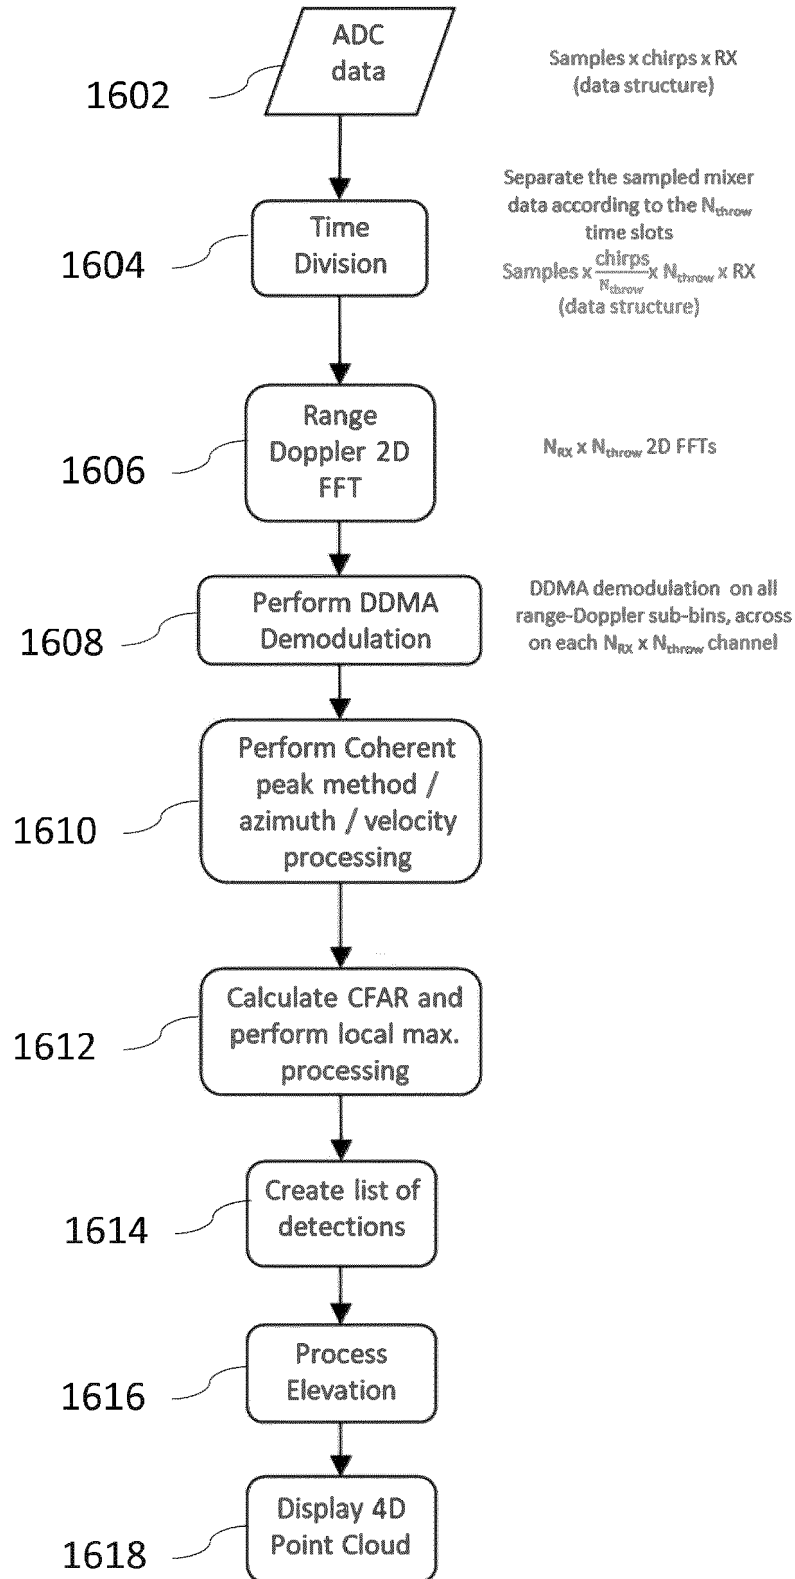 ADC
data
1602
Samples x chirps x RX
(data structure)
Time
Division
1604
Separate the sampled mixer
data according to the Nthrow
time slots
Samples x chirps/Nthrow x Nthrow x RX
(data structure)
Range
Doppler 2D
FFT
1606
NRX x Nthrow 2D FFTs
Perform DDMA
Demodulation
1608
DDMA demodulation on all
range-Doppler sub-bins, across
on each NRX x Nthrow channel
Perform Coherent
peak method /
azimuth / velocity
processing
1610
Calculate CFAR and
perform local max.
processing
1612
Create list of
detections
1614
Process
Elevation
1616
Display 4D
Point Cloud
1618